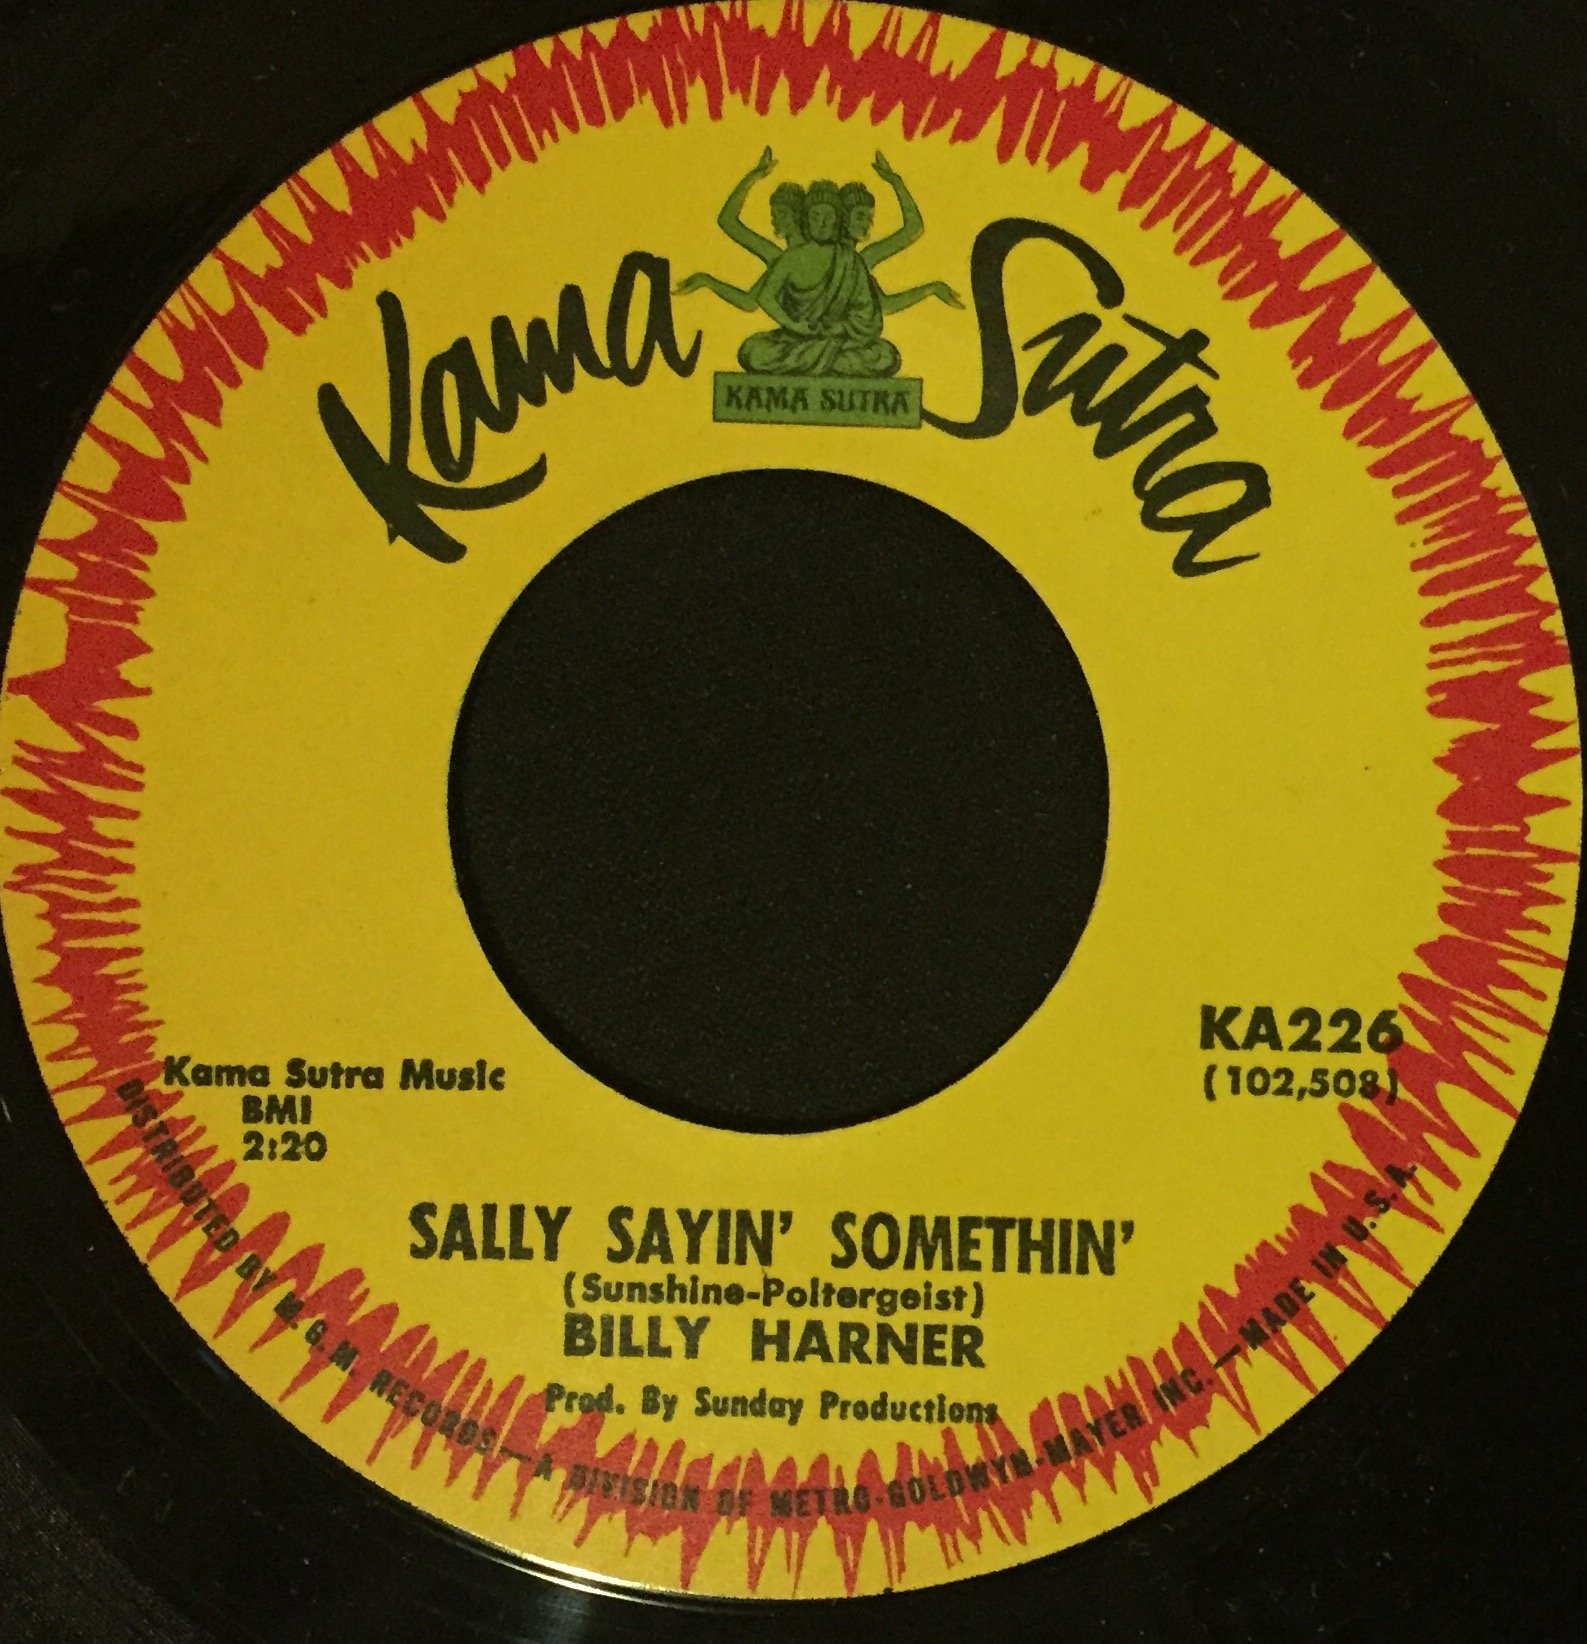 Kama Sutra
KAMA SUTRA
KA226
(102,508)
Kama Sutra Music
BMI
2:20
SALLY SAYIN' SOMETHIN'
(Sunshine-Poltergeist)
BILLY HARNER
Prod. By Sunday Productions
DISTRIBUTED BY M. G. M. RECORDS—A DIVISION OF METRO-GOLDWYN-MAYER INC.—MADE IN U.S.A.